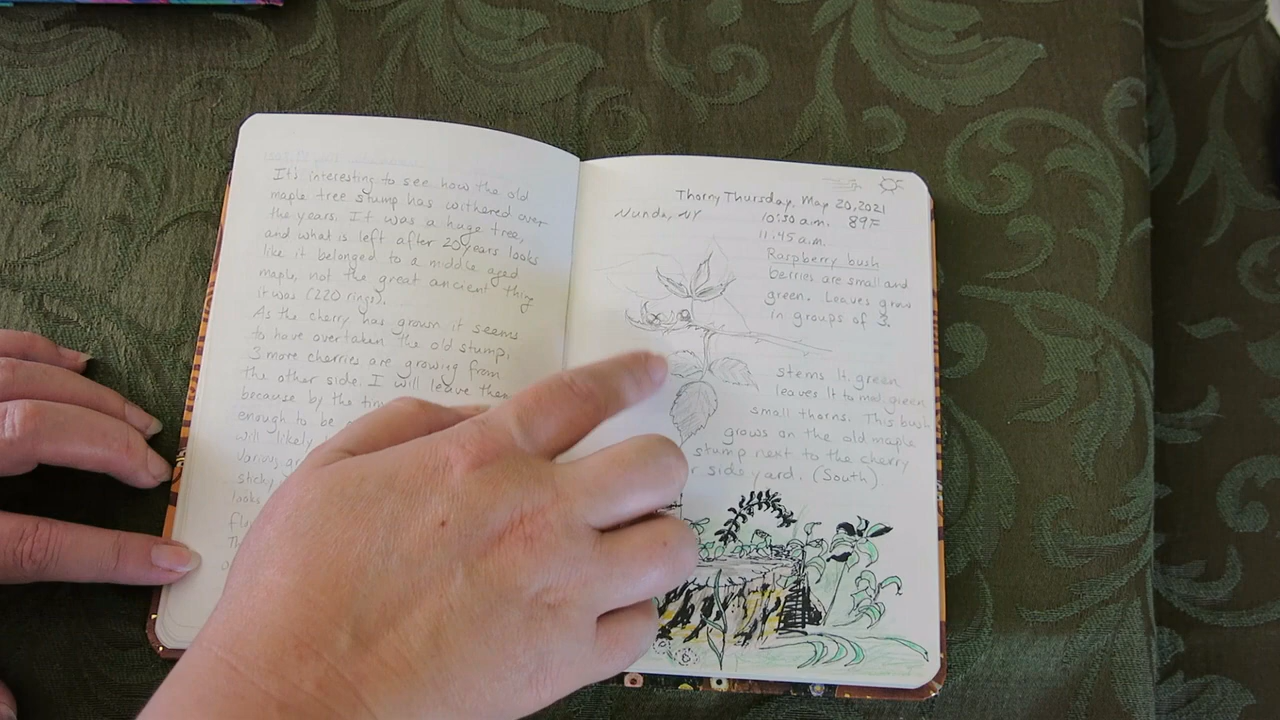 It's interesting to see how the old
maple tree stump has withered over
the years. It was a huge tree,
and what is left after 20 years looks
like it belonged to a middle aged
maple, not the great ancient thing
it was (220 rings).
As the cherry has grown it seems
to have overtaken the old stump.
3 more cherries are growing from
the other side. I will leave them
because by the time
enough to be
will likely
various
sticky
looks
Thorny Thursday, May 20, 2021
Nunda, NY 10:30 a.m. 89F
11:45 a.m.
Raspberry bush
berries are small and
green. Leaves grow
in groups of 3.
stems lt. green
leaves lt to med. green
small thorns. This bush
grows on the old maple
stump next to the cherry
side yard. (South)